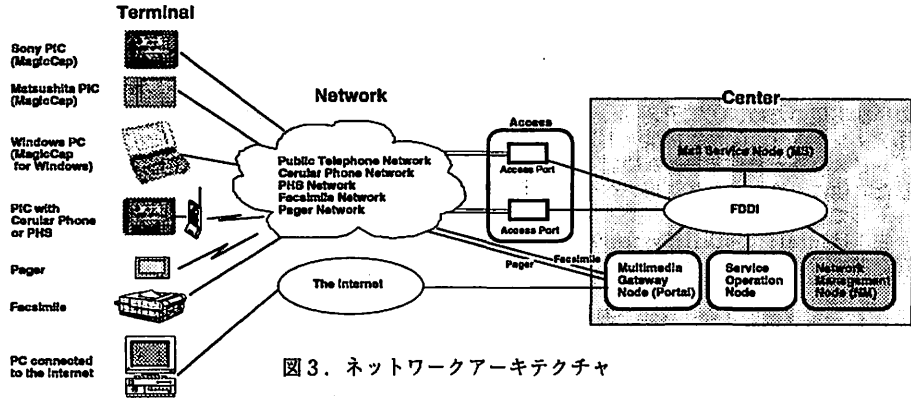 Terminal
Sony PIC
(MagicCap)
Matsushita PIC
(MagicCap)
Windows PC
(MagicCap
for Windows)
PIC with
Cerular Phone
or PHS
Pager
Facsimile
PC connected
to the Internet
Network
Public Telephone Network
Cerular Phone Network
PHS Network
Facsimile Network
Pager Network
The Internet
Access
Access Port
Access Port
Facsimile
Pager
Center
Mail Service Node (MS)
FDDI
Multimedia
Gateway
Node (Portal)
Service
Operation
Node
Network
Management
Node (NM)
図3．ネットワークアーキテクチャ